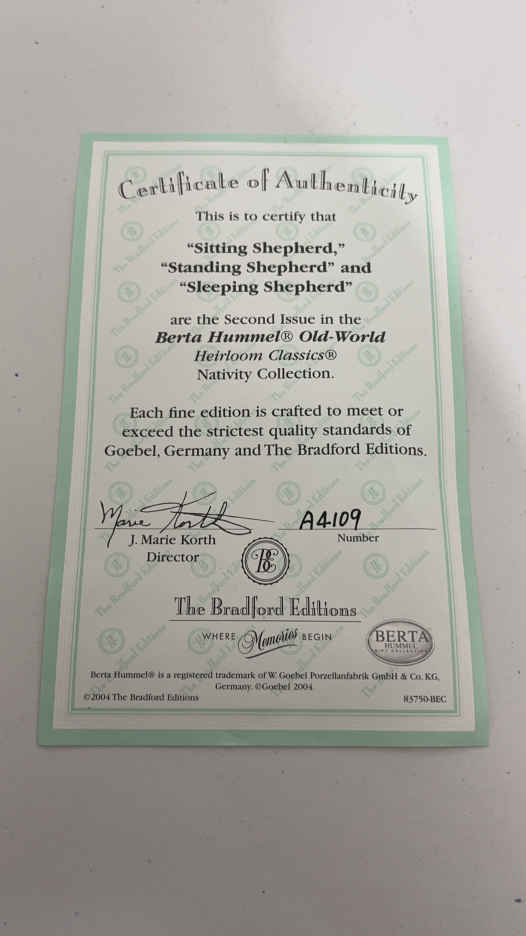 Certificate of Authenticity
This is to certify that
“Sitting Shepherd,”
“Standing Shepherd” and
“Sleeping Shepherd”
are the Second Issue in the
Berta Hummel® Old-World
Heirloom Classics®
Nativity Collection.
Each fine edition is crafted to meet or
exceed the strictest quality standards of
Goebel, Germany and The Bradford Editions.
Marie Korth A4109
J. Marie Korth Number
Director
BE
The Bradford Editions
WHERE Memories BEGIN
BERTA
HUMMEL
Berta Hummel® is a registered trademark of W. Goebel Porzellanfabrik GmbH & Co. KG,
Germany. ©Goebel 2004.
©2004 The Bradford Editions 83750-BEC